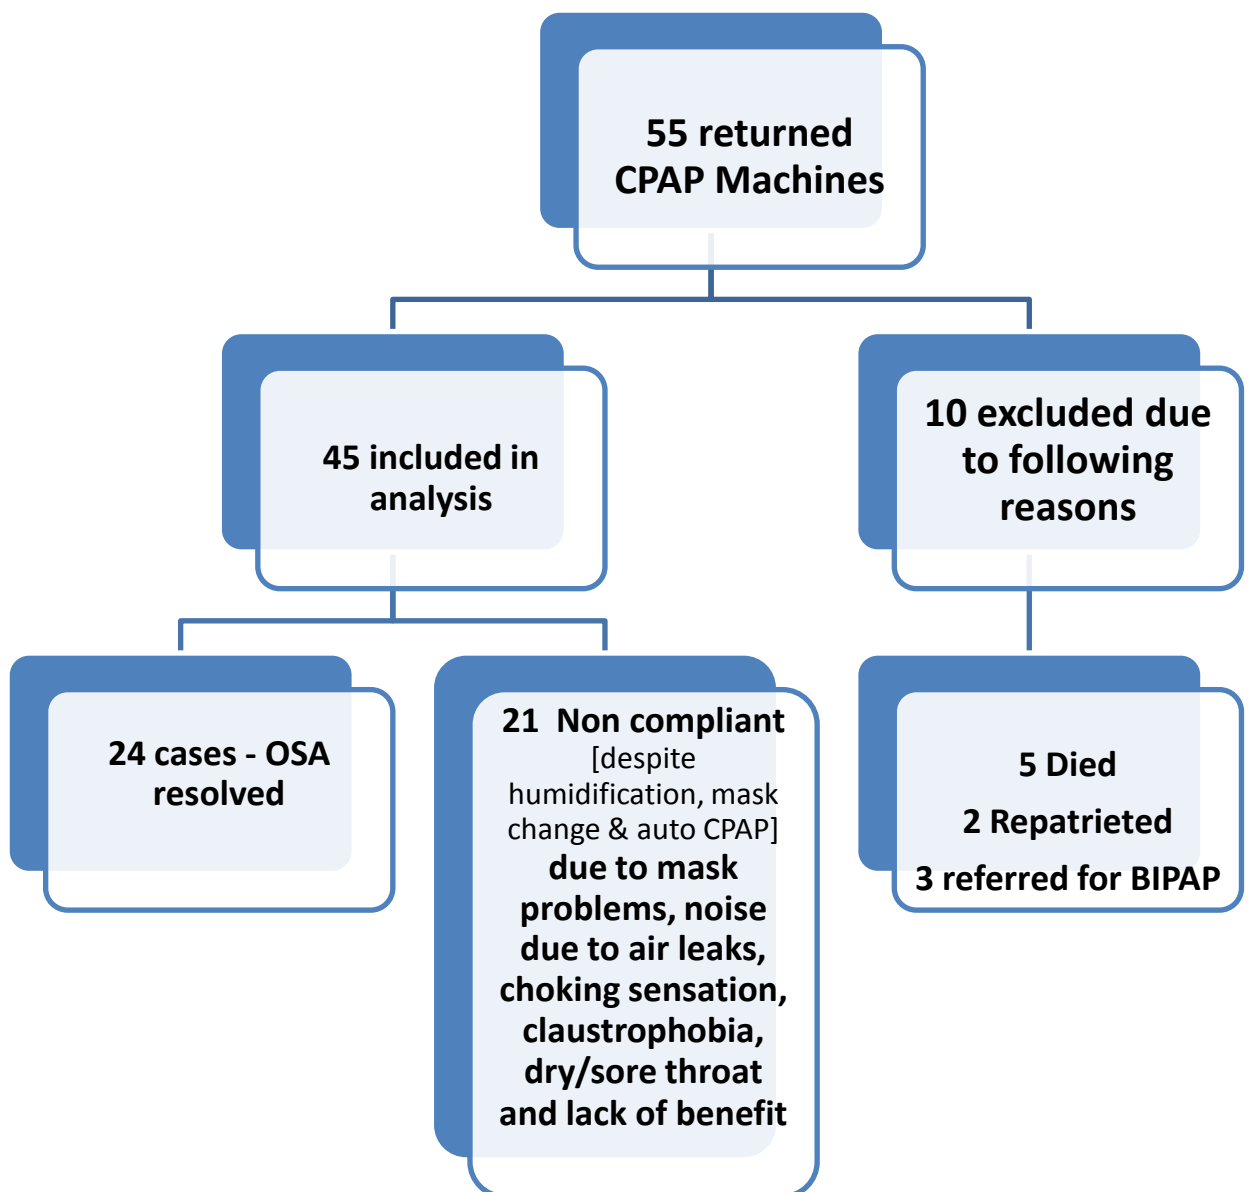 55 returned
CPAP Machines
45 included in
analysis
10 excluded due
to following
reasons
24 cases - OSA
resolved
21 Non compliant
[despite
humidification, mask
change & auto CPAP]
due to mask
problems, noise
due to air leaks,
choking sensation,
claustrophobia,
dry/sore throat
and lack of benefit
5 Died
2 Repatrieted
3 referred for BIPAP